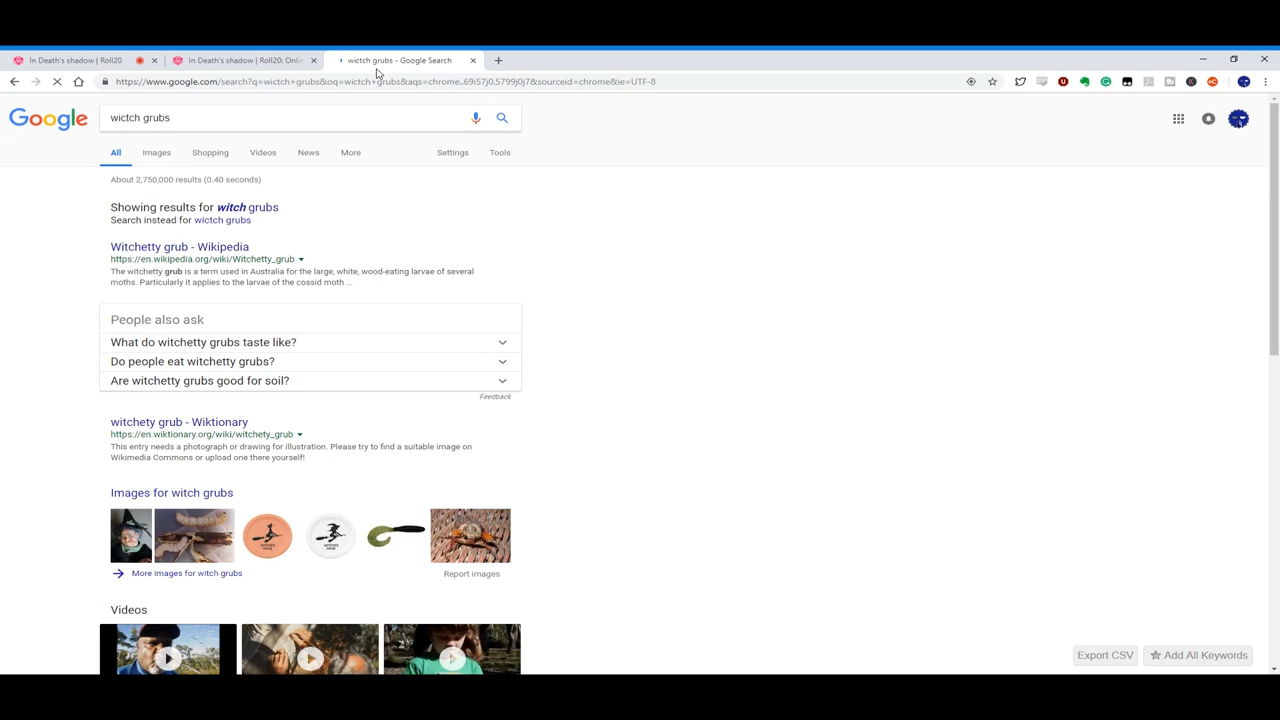 In Death's shadow | Roll20
In Death's shadow | Roll20: Onlin
wictch grubs - Google Search
https://www.google.com/search?q=wictch+grubs&oq=wictch+grubs&aqs=chrome..69i57j0.5799j0j7&sourceid=chrome&ie=UTF-8
Google
wictch grubs
All Images Shopping Videos News More Settings Tools
About 2,750,000 results (0.40 seconds)
Showing results for witch grubs
Search instead for wictch grubs
Witchetty grub - Wikipedia
https://en.wikipedia.org/wiki/Witchetty_grub
The witchetty grub is a term used in Australia for the large, white, wood-eating larvae of several
moths. Particularly it applies to the larvae of the cossid moth ...
People also ask
What do witchetty grubs taste like?
Do people eat witchetty grubs?
Are witchetty grubs good for soil?
Feedback
witchety grub - Wiktionary
https://en.wiktionary.org/wiki/witchety_grub
This entry needs a photograph or drawing for illustration. Please try to find a suitable image on
Wikimedia Commons or upload one there yourself!
Images for witch grubs
More images for witch grubs
Report images
Videos
Export CSV
Add All Keywords